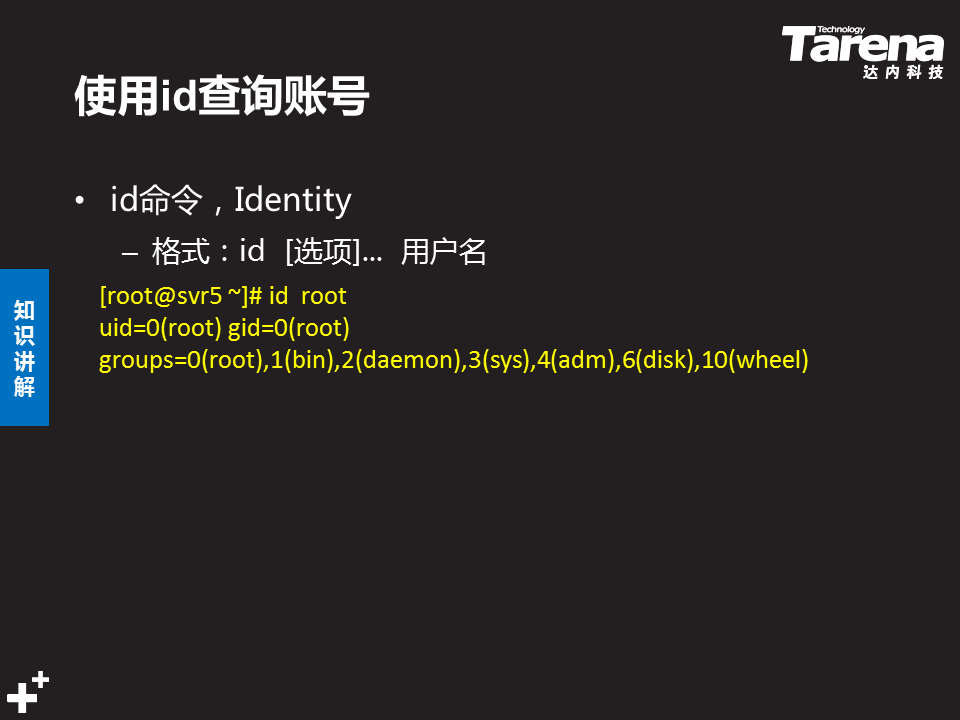 Technology
Tarena
达内科技
使用id查询账号
• id命令，Identity
– 格式：id  [选项]...  用户名
[root@svr5 ~]# id  root
uid=0(root) gid=0(root)
groups=0(root),1(bin),2(daemon),3(sys),4(adm),6(disk),10(wheel)
知
识
讲
解